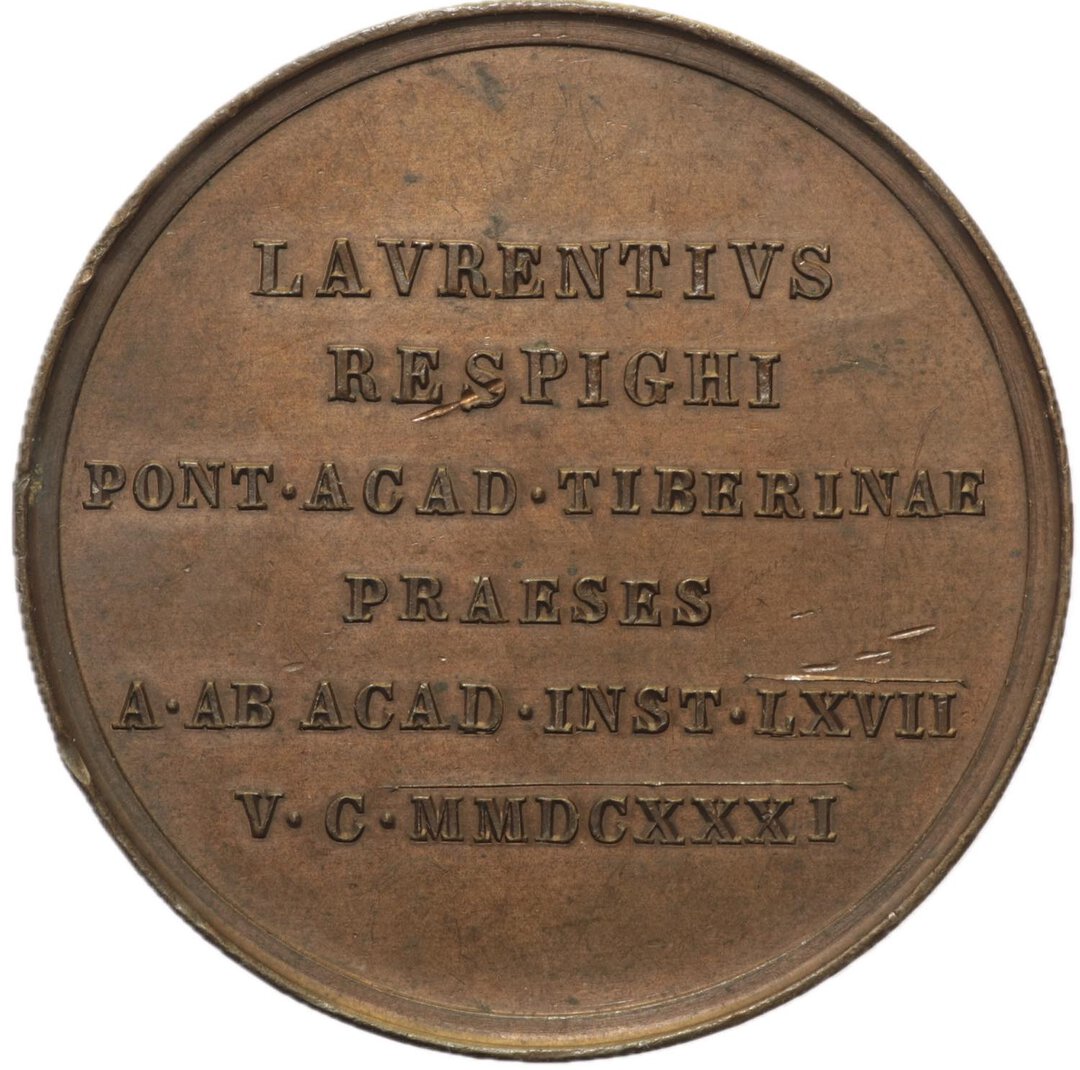 LAVRENTIVS
RESPIGHI
PONT·ACAD·TIBERINAE
PRAESES
A·AB ACAD·INST·LXVII
V·C·MMDCXXXI